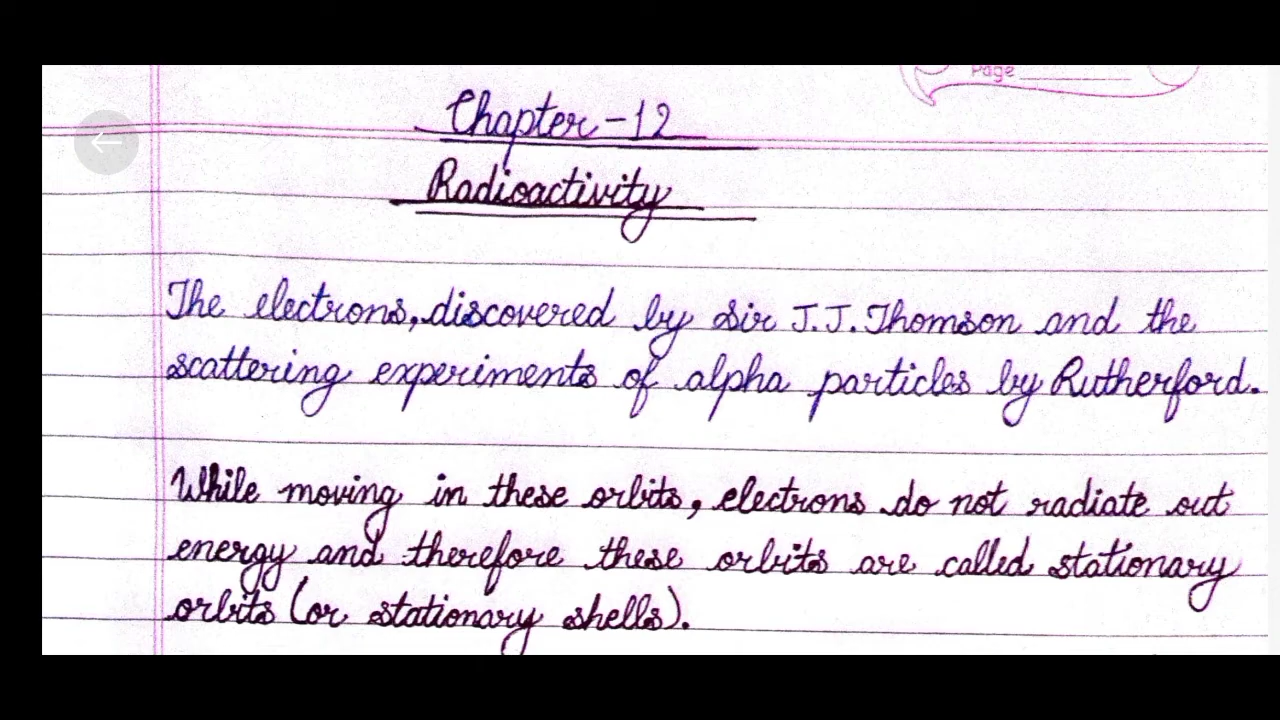 Page
Chapter-12
Radioactivity
The electrons, discovered by Sir J.J. Thomson and the
scattering experiments of alpha particles by Rutherford.
While moving in these orbits, electrons do not radiate out
energy and therefore these orbits are called stationary
orbits (or stationary shells).